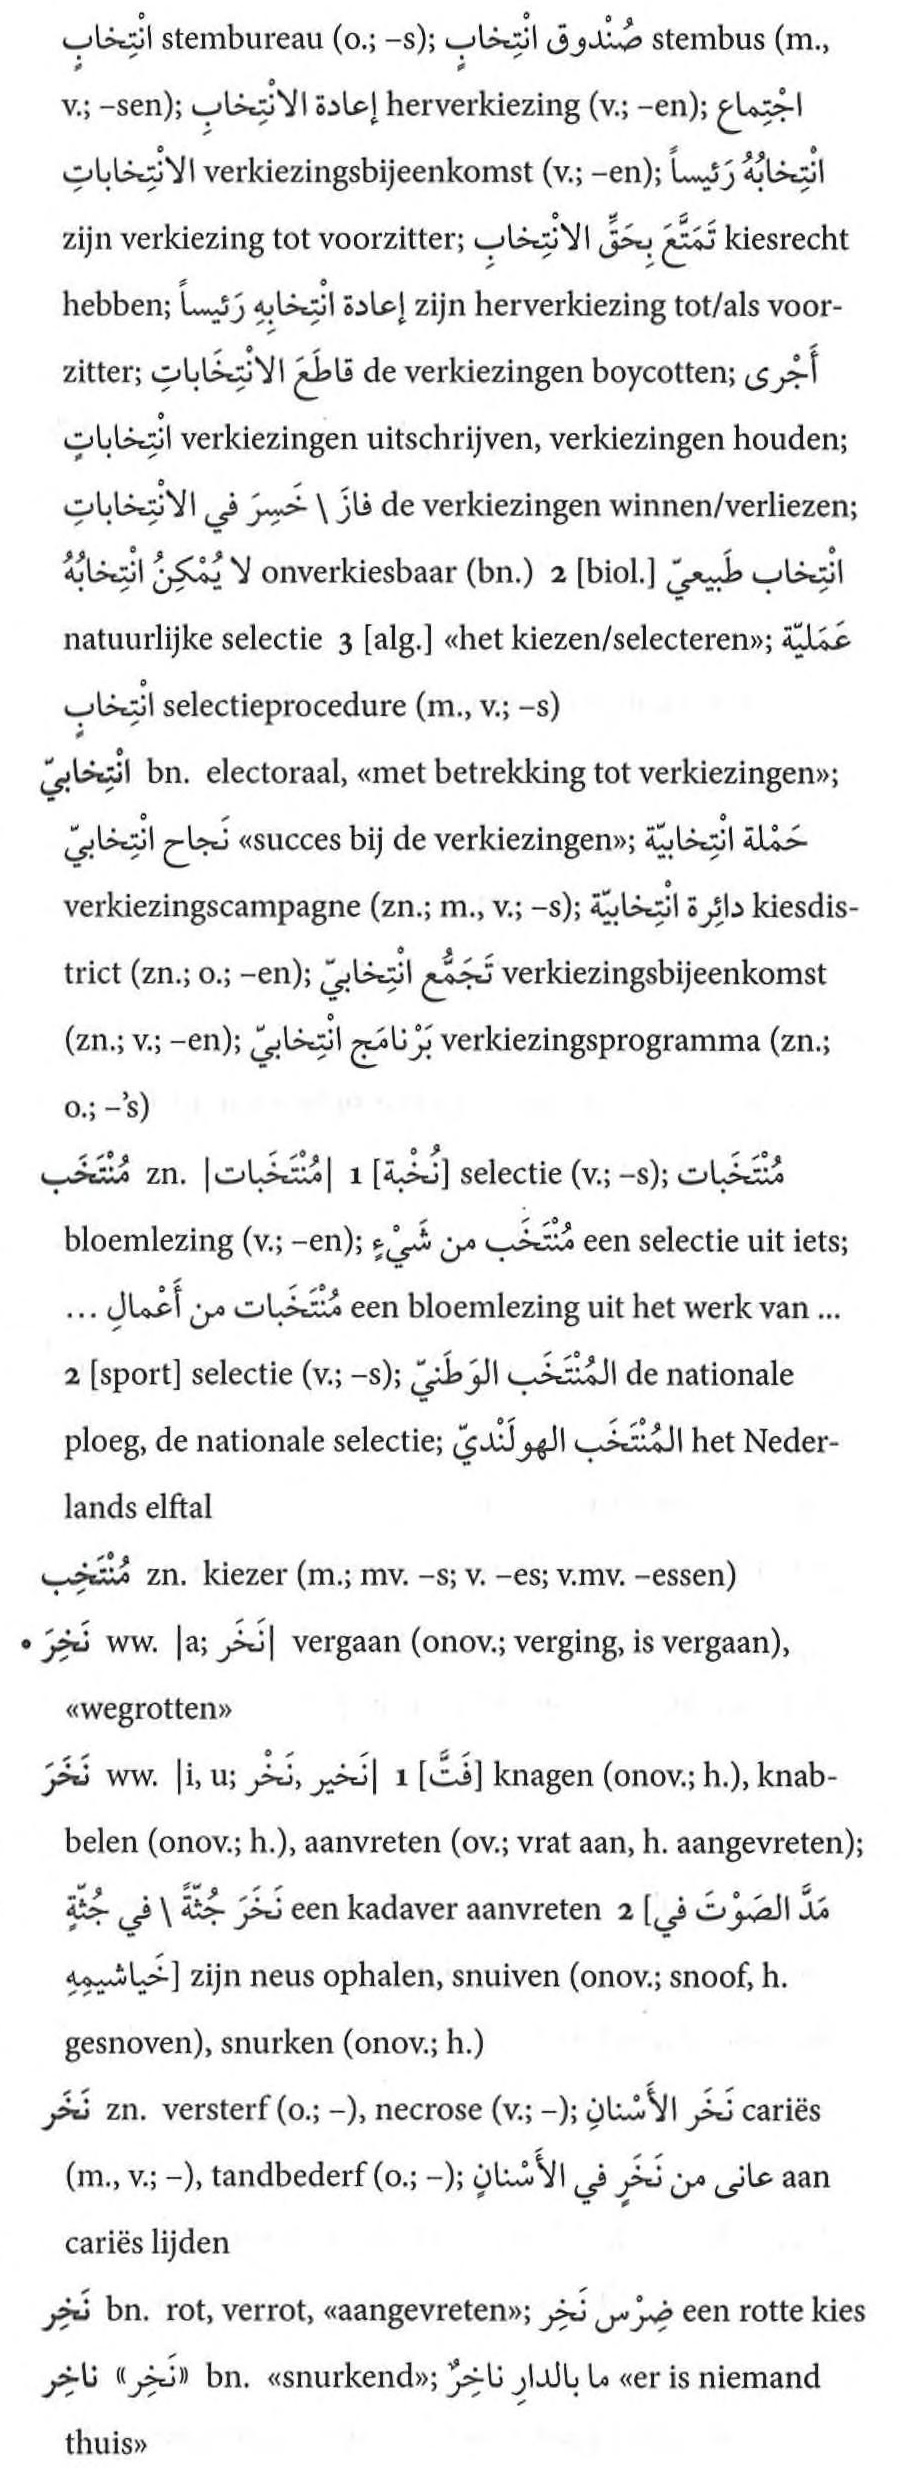 انْتِخابٍ stembureau (o.; –s); صُنْدوق انْتِخابٍ stembus (m.,
v.; –sen); إعادة الانْتِخابِ herverkiezing (v.; –en); اجْتِماع
الانْتِخاباتِ verkiezingsbijeenkomst (v.; –en); انْتِخابُهُ رَئيساً
zijn verkiezing tot voorzitter; تَمَتَّعَ بِحَقِّ الانْتِخابِ kiesrecht
hebben; إعادة انْتِخابِهِ رَئيساً zijn herverkiezing tot/als voor-
zitter; قاطَعَ الانْتِخَاباتِ de verkiezingen boycotten; أَجْرى
انْتِخاباتٍ verkiezingen uitschrijven, verkiezingen houden;
فازَ \ خَسِرَ في الانْتِخاباتِ de verkiezingen winnen/verliezen;
لا يُمْكِنُ انْتِخابُهُ onverkiesbaar (bn.) 2 [biol.] انْتِخاب طَبيعيّ
natuurlijke selectie 3 [alg.] «het kiezen/selecteren»; عَمَليّة
انْتِخابٍ selectieprocedure (m., v.; –s)
انْتِخابيّ bn. electoraal, «met betrekking tot verkiezingen»;
نَجاح انْتِخابيّ «succes bij de verkiezingen»; حَمْلة انْتِخابيّة
verkiezingscampagne (zn.; m., v.; –s); دائِرة انْتِخابيّة kiesdis-
trict (zn.; o.; –en); تَجَمُّع انْتِخابيّ verkiezingsbijeenkomst
(zn.; v.; –en); بَرْنامَج انْتِخابيّ verkiezingsprogramma (zn.;
o.; –’s)
مُنْتَخَب zn. |مُنْتَخَبات| 1 [نُخْبة] selectie (v.; –s); مُنْتَخَبات
bloemlezing (v.; –en); مُنْتَخَب من شَيْءٍ een selectie uit iets;
مُنْتَخَبات من أَعْمالِ ... een bloemlezing uit het werk van ...
2 [sport] selectie (v.; –s); المُنْتَخَب الوَطَنيّ de nationale
ploeg, de nationale selectie; المُنْتَخَب الهولَنْديّ het Neder-
lands elftal
مُنْتَخِب zn. kiezer (m.; mv. –s; v. –es; v.mv. –essen)
• نَخِرَ ww. |a; نَخَر| vergaan (onov.; verging, is vergaan),
«wegrotten»
نَخَرَ ww. |i, u; نَخْر, نَخير| 1 [فَتَّ] knagen (onov.; h.), knab-
belen (onov.; h.), aanvreten (ov.; vrat aan, h. aangevreten);
نَخَرَ جُثّةً \ في جُثّةٍ een kadaver aanvreten 2 [مَدَّ الصَوْتَ في
خَياشيمِهِ] zijn neus ophalen, snuiven (onov.; snoof, h.
gesnoven), snurken (onov.; h.)
نَخَر zn. versterf (o.; –), necrose (v.; –); نَخَر الأَسْنانِ cariës
(m., v.; –), tandbederf (o.; –); عانى من نَخَرٍ في الأَسْنانِ aan
cariës lijden
نَخِر bn. rot, verrot, «aangevreten»; ضِرْس نَخِر een rotte kies
ناخِر «نَخِر» bn. «snurkend»; ما بالدارِ ناخِرٌ «er is niemand
thuis»